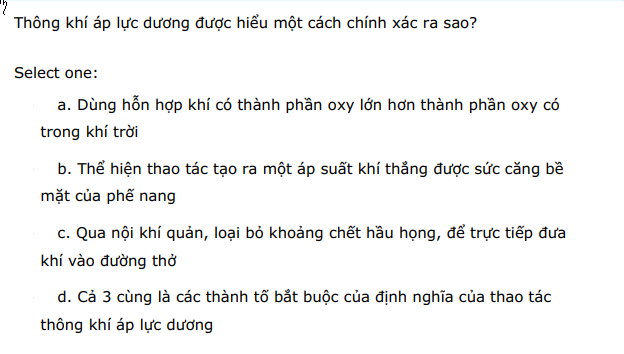 Thông khí áp lực dương được hiểu một cách chính xác ra sao?
Select one:
a. Dùng hỗn hợp khí có thành phần oxy lớn hơn thành phần oxy có
trong khí trời
b. Thể hiện thao tác tạo ra một áp suất khí thắng được sức căng bề
mặt của phế nang
c. Qua nội khí quản, loại bỏ khoảng chết hầu họng, để trực tiếp đưa
khí vào đường thở
d. Cả 3 cùng là các thành tố bắt buộc của định nghĩa của thao tác
thông khí áp lực dương